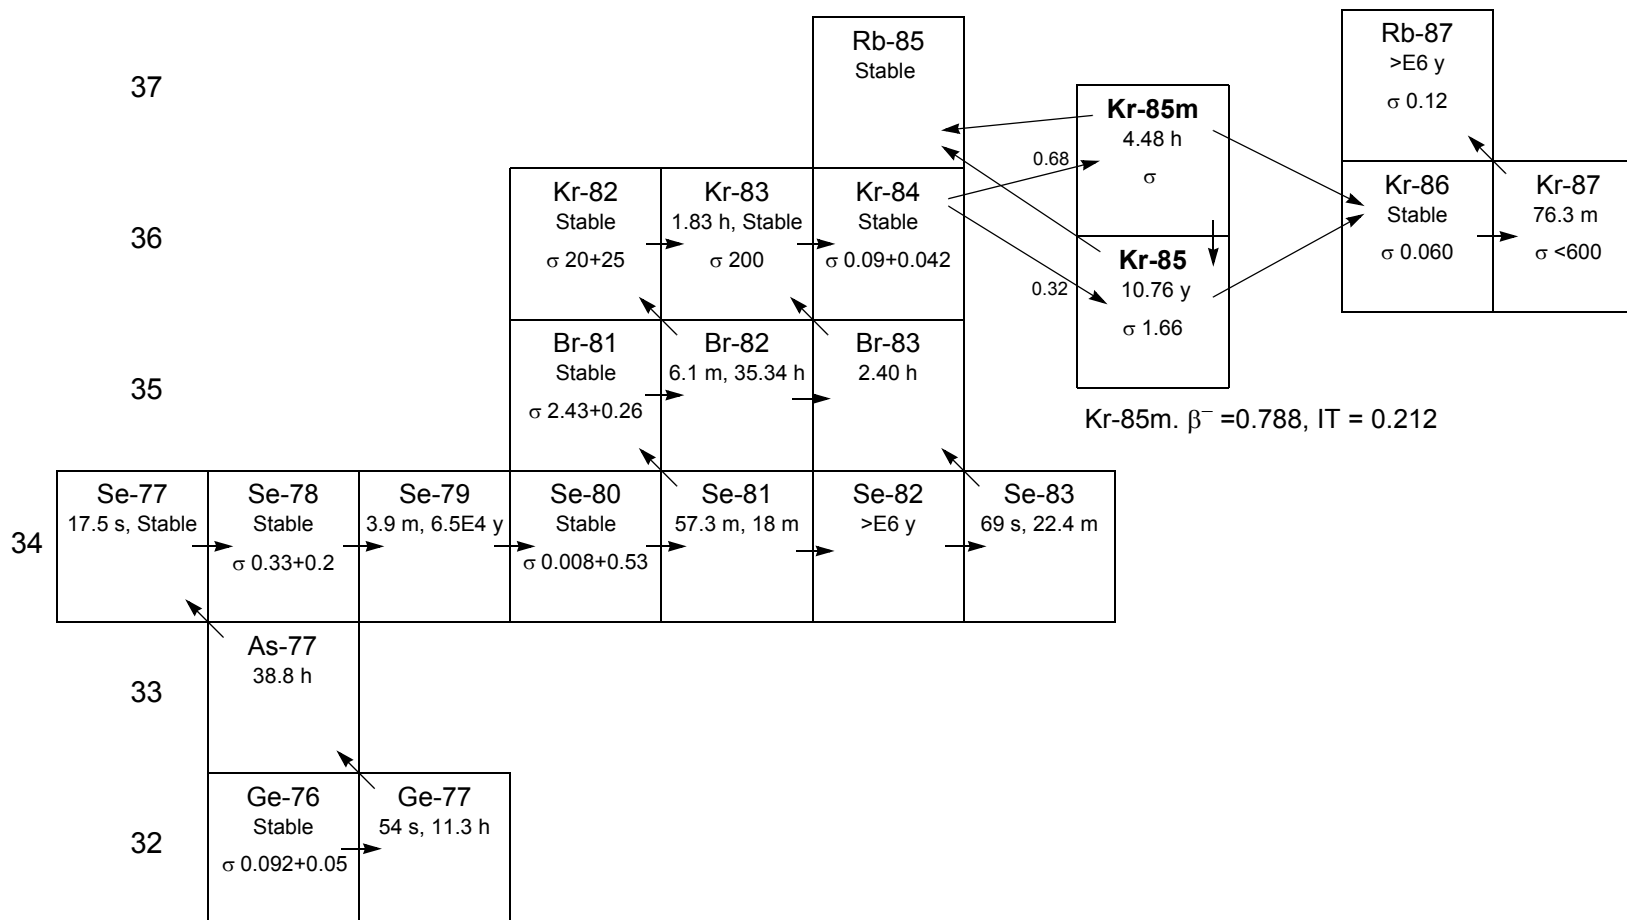 37
Rb-85
Stable
Kr-85m
4.48 h
σ
Rb-87
>E6 y
σ 0.12
0.68
36
Kr-82
Stable
σ 20+25
Kr-83
1.83 h, Stable
σ 200
Kr-84
Stable
σ 0.09+0.042
0.32
Kr-85
10.76 y
σ 1.66
Kr-86
Stable
σ 0.060
Kr-87
76.3 m
σ <600
35
Br-81
Stable
σ 2.43+0.26
Br-82
6.1 m, 35.34 h
Br-83
2.40 h
Kr-85m. β⁻ =0.788, IT = 0.212
34
Se-77
17.5 s, Stable
Se-78
Stable
σ 0.33+0.2
Se-79
3.9 m, 6.5E4 y
Se-80
Stable
σ 0.008+0.53
Se-81
57.3 m, 18 m
Se-82
>E6 y
Se-83
69 s, 22.4 m
33
As-77
38.8 h
32
Ge-76
Stable
σ 0.092+0.05
Ge-77
54 s, 11.3 h